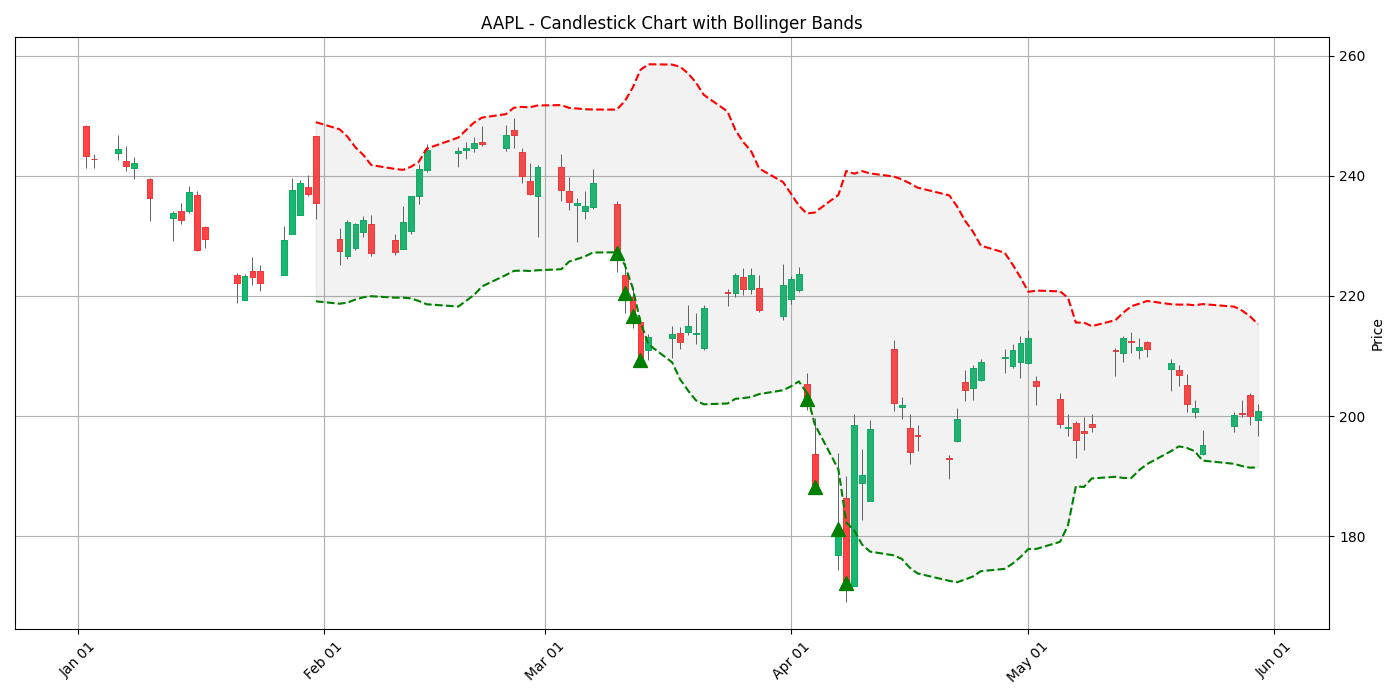 AAPL - Candlestick Chart with Bollinger Bands
260
240
220
200
180
Price
Jan 01
Feb 01
Mar 01
Apr 01
May 01
Jun 01